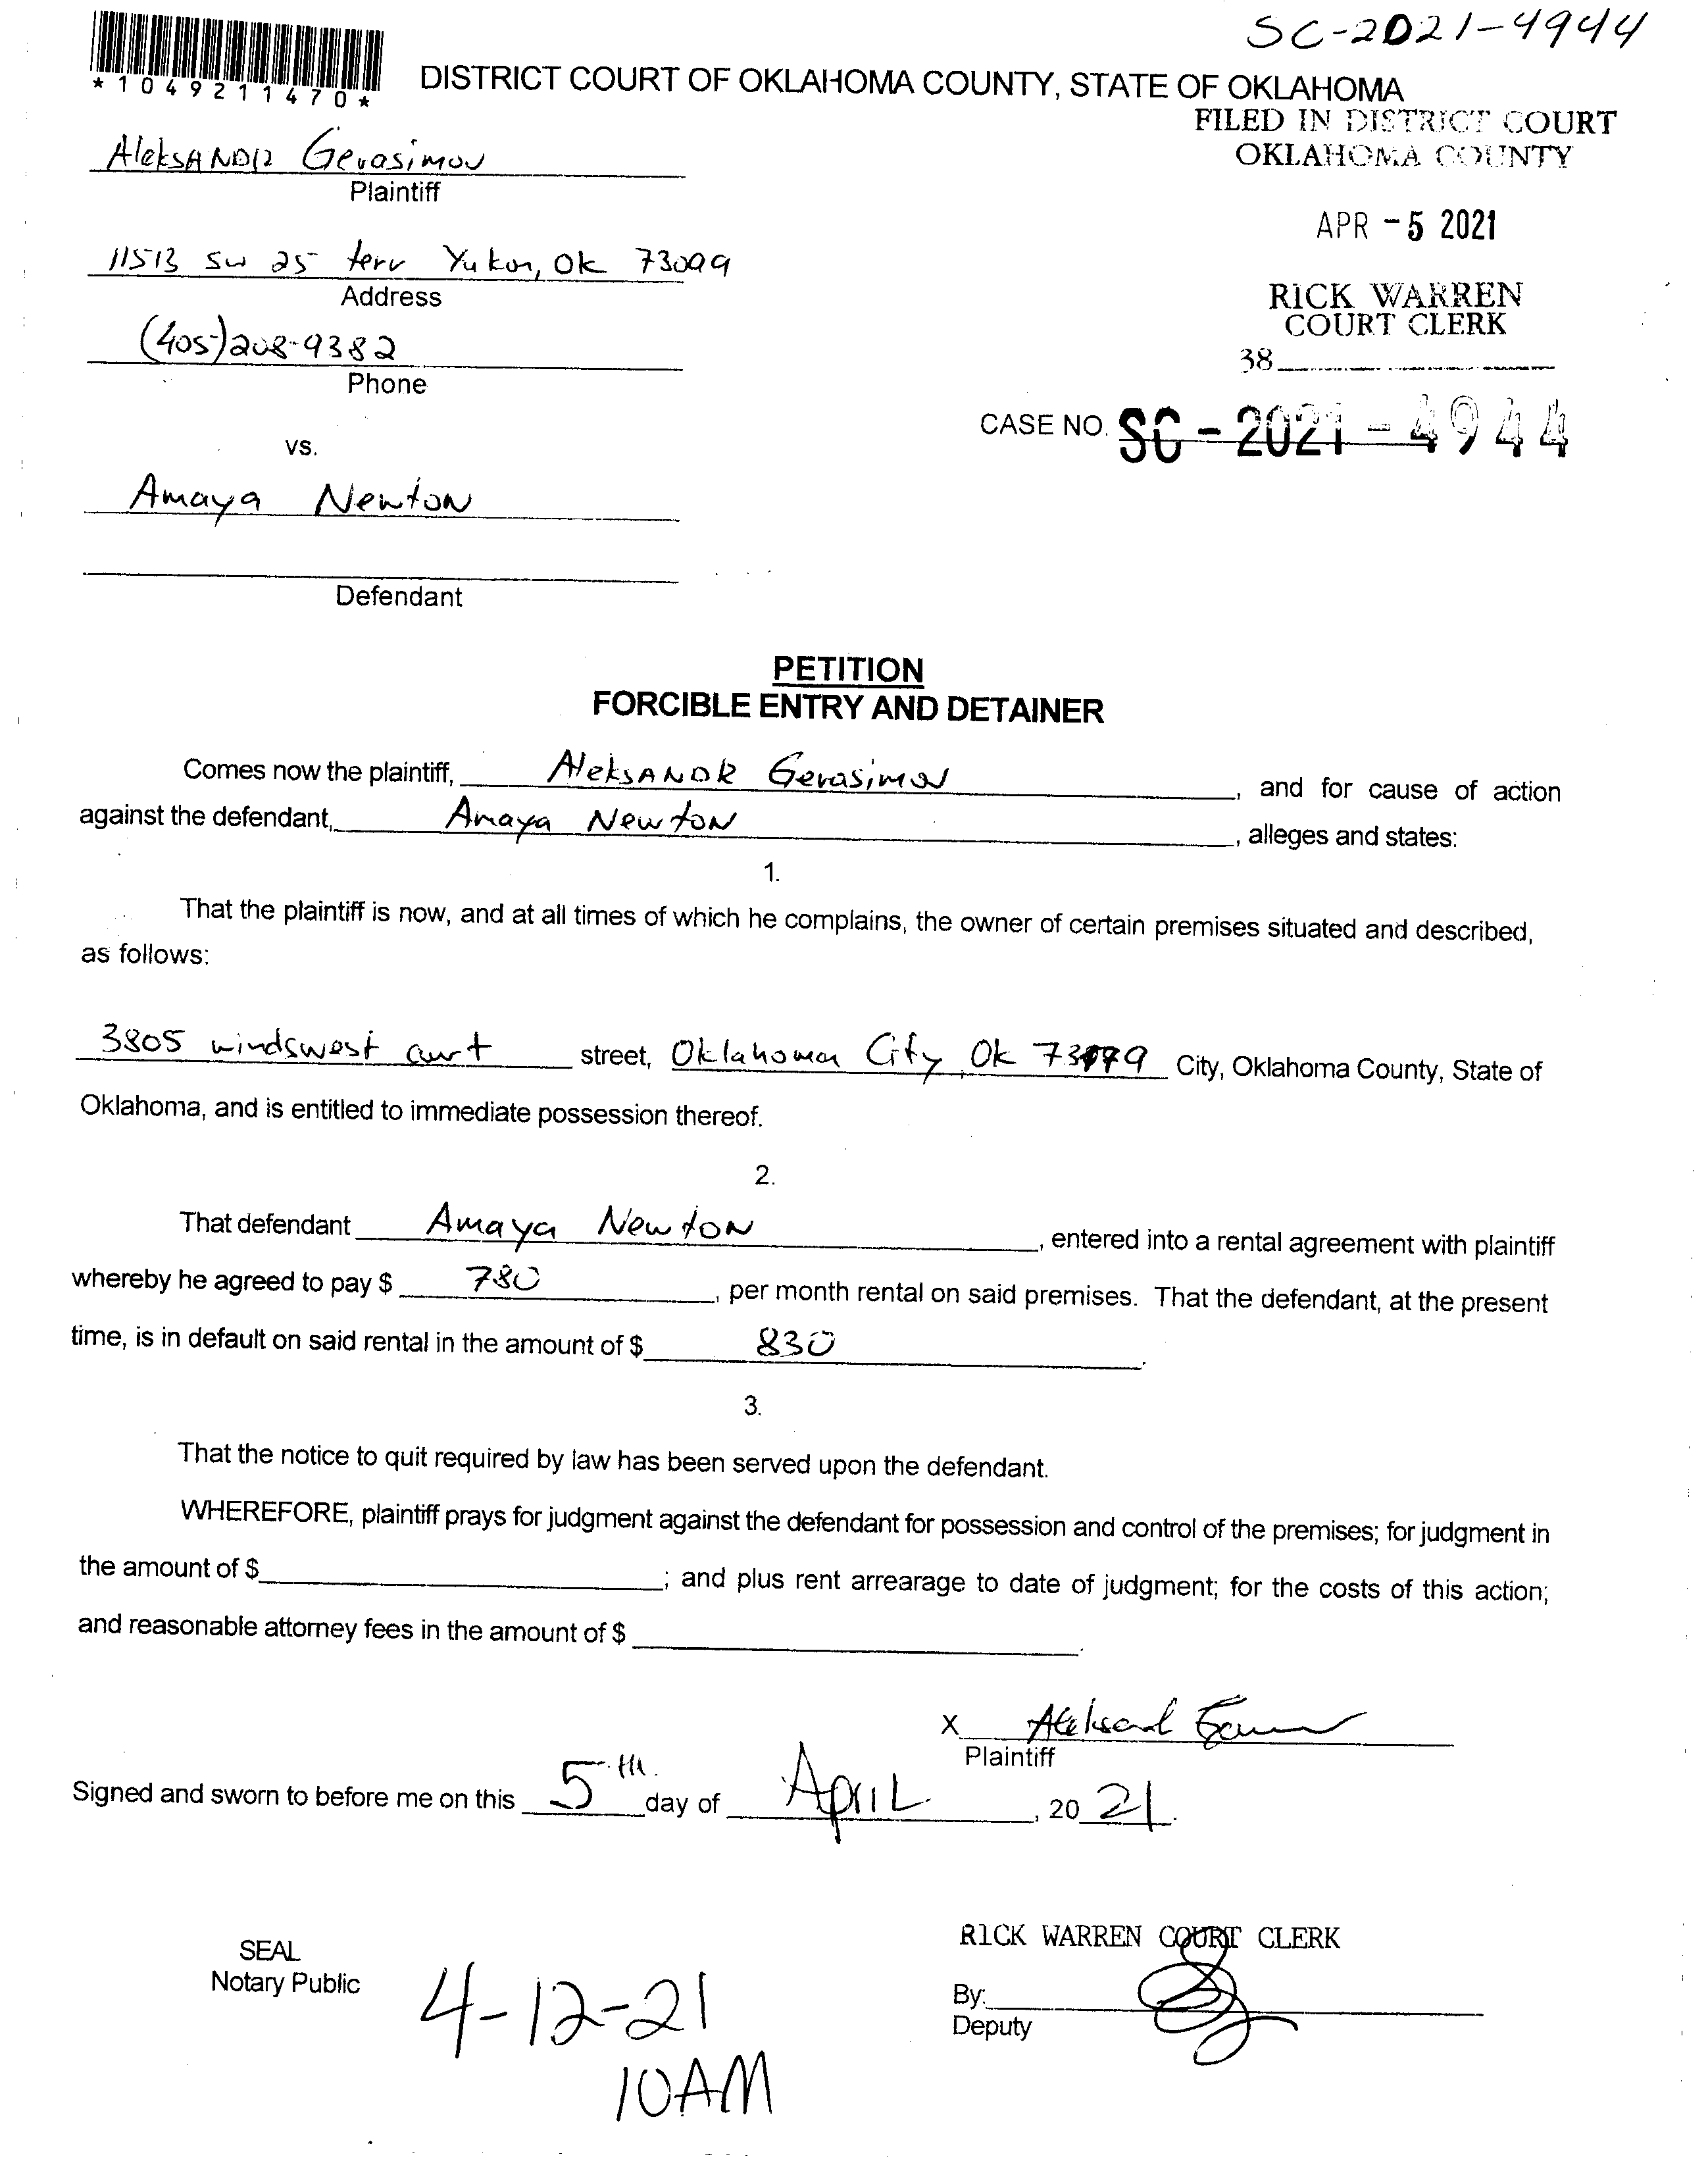 SC-2021-4944
*1049211470*
DISTRICT COURT OF OKLAHOMA COUNTY, STATE OF OKLAHOMA
FILED IN DISTRICT COURT
OKLAHOMA COUNTY
AleksANDR Gerasimov
Plaintiff
APR -5 2021
11513 SW 25 terr Yukon, Ok 73099
Address
RICK WARREN
COURT CLERK
(405)208-9382
Phone
38
CASE NO. SC - 2021 - 4944
vs.
Amaya Newton
Defendant
PETITION
FORCIBLE ENTRY AND DETAINER
Comes now the plaintiff, AleksANDR Gerasimov, and for cause of action
against the defendant, Amaya Newton, alleges and states:
1.
That the plaintiff is now, and at all times of which he complains, the owner of certain premises situated and described,
as follows:
3805 windswest court street, Oklahoma City, Ok 73179 City, Oklahoma County, State of
Oklahoma, and is entitled to immediate possession thereof.
2.
That defendant Amaya Newton, entered into a rental agreement with plaintiff
whereby he agreed to pay $ 780, per month rental on said premises. That the defendant, at the present
time, is in default on said rental in the amount of $ 830.
3.
That the notice to quit required by law has been served upon the defendant.
WHEREFORE, plaintiff prays for judgment against the defendant for possession and control of the premises; for judgment in
the amount of $ ; and plus rent arrearage to date of judgment; for the costs of this action;
and reasonable attorney fees in the amount of $ .
X
Plaintiff
Signed and sworn to before me on this 5th day of April, 2021.
RICK WARREN COURT CLERK
SEAL
Notary Public
By:
Deputy
4-12-21
10AM